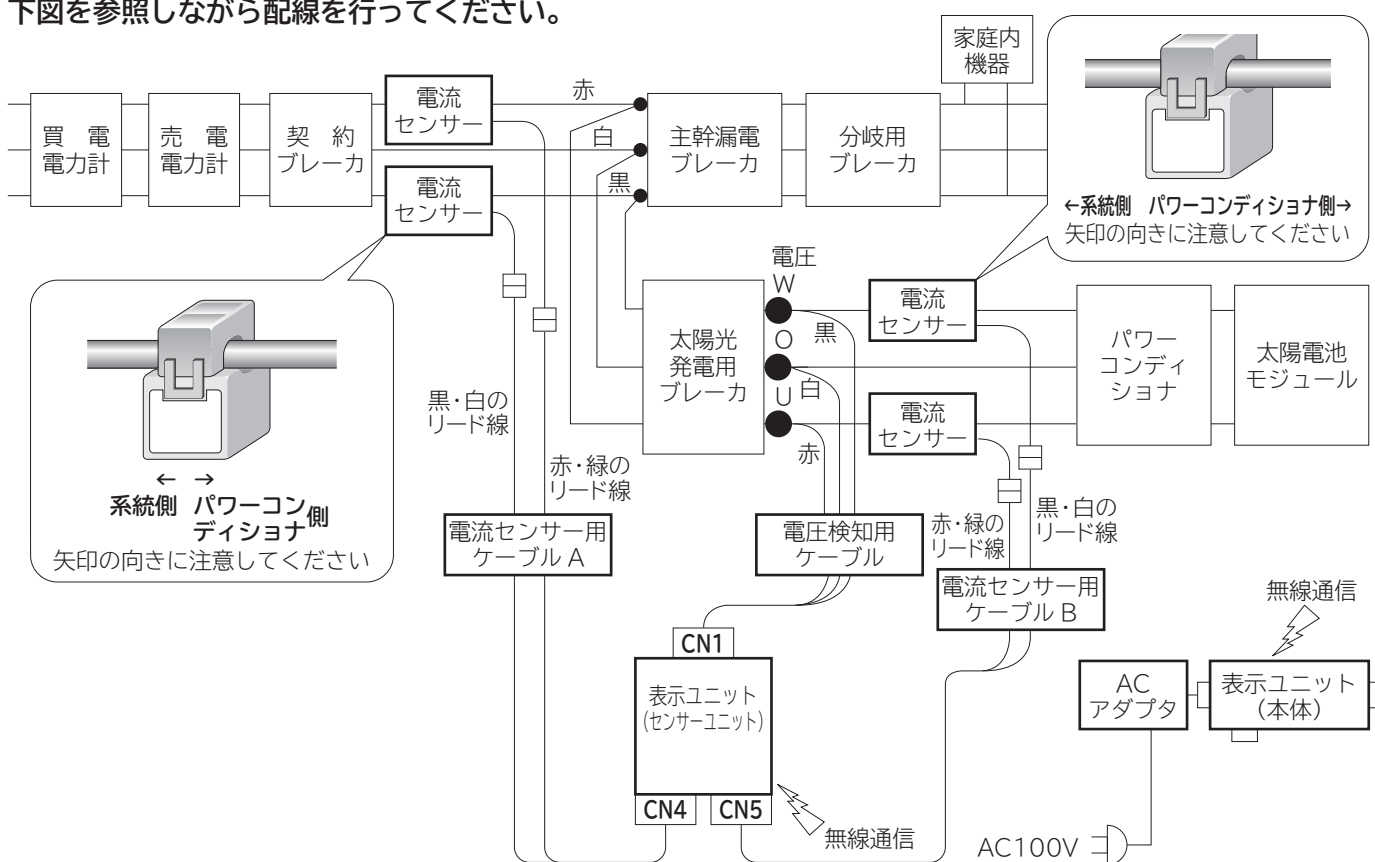 下図を参照しながら配線を行ってください。
買 電
電力計
売 電
電力計
契 約
ブレーカ
電流
センサー
電流
センサー
赤
白
黒
主幹漏電
ブレーカ
分岐用
ブレーカ
家庭内
機器
←系統側 パワーコンディショナ側→
矢印の向きに注意してください
← →
系統側 パワーコン
ディショナ側
矢印の向きに注意してください
黒・白の
リード線
赤・緑の
リード線
太陽光
発電用
ブレーカ
電圧
W
O
U
黒
白
赤
電流
センサー
電流
センサー
パワー
コンディ
ショナ
太陽電池
モジュール
電流センサー用
ケーブル A
電圧検知用
ケーブル
赤・緑の
リード線
黒・白の
リード線
電流センサー用
ケーブル B
CN1
表示ユニット
(センサーユニット)
CN4
CN5
無線通信
無線通信
AC
アダプタ
表示ユニット
(本体)
AC100V